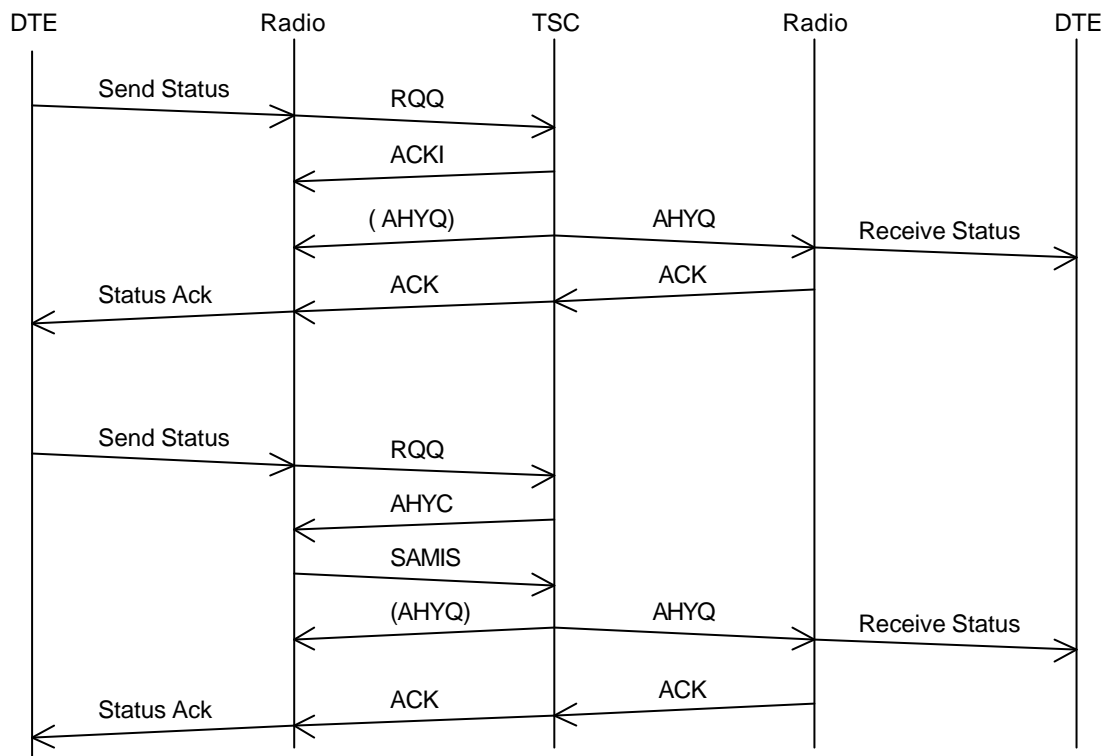 DTE Radio TSC Radio DTE
Send Status
RQQ
ACKI
( AHYQ) AHYQ
Receive Status
ACK
ACK
Status Ack
Send Status
RQQ
AHYC
SAMIS
(AHYQ) AHYQ
Receive Status
ACK
ACK
Status Ack